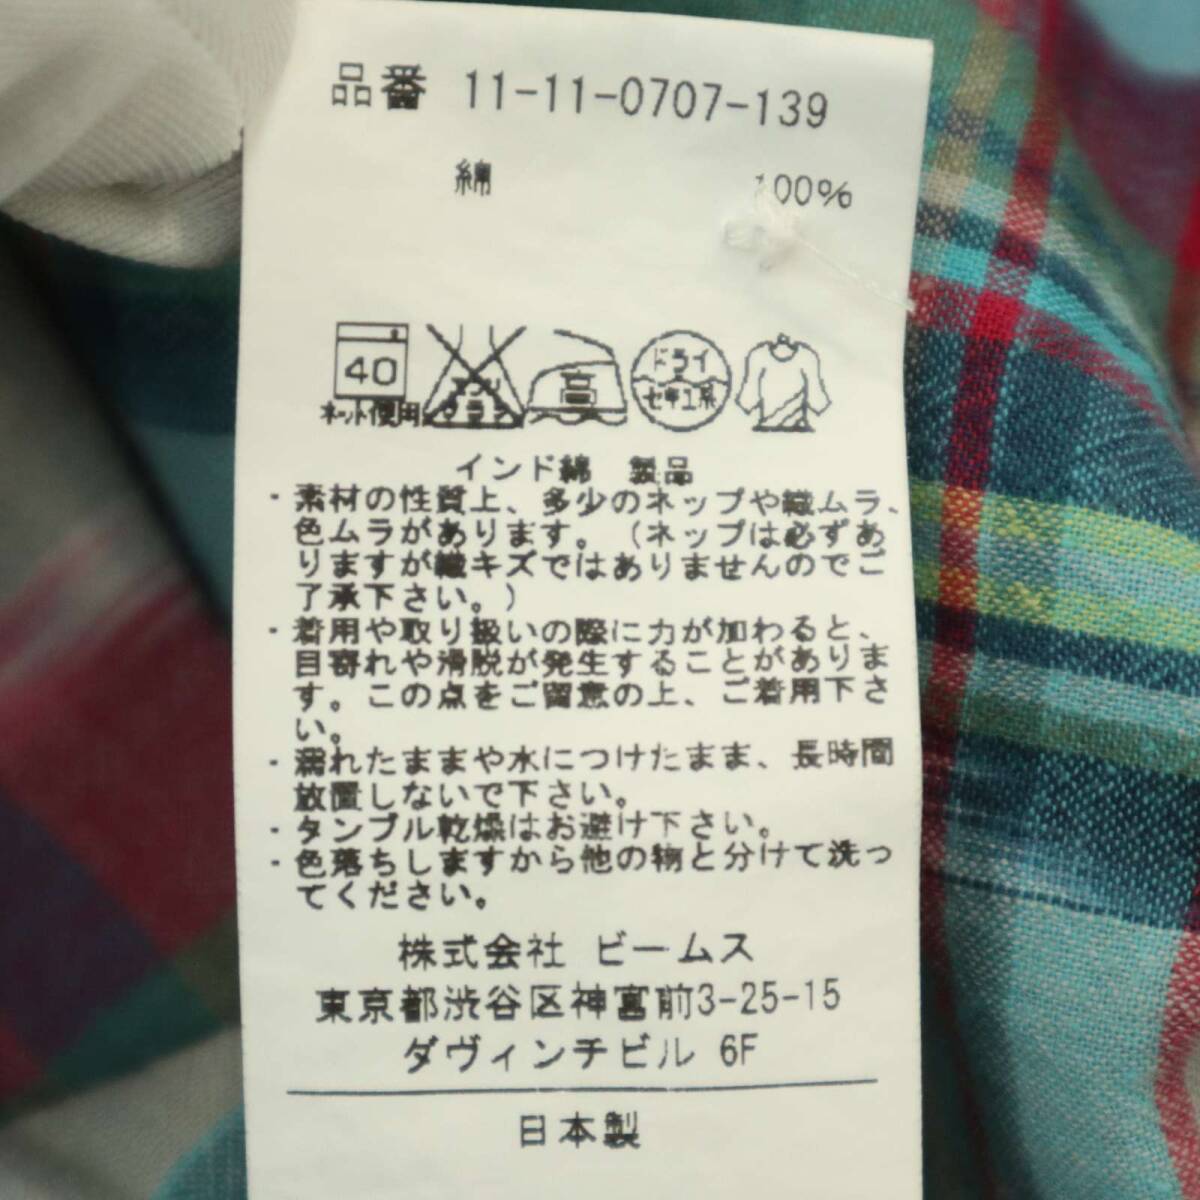 品番 11-11-0707-139
綿 100%
40 エンソ サラシ 高 ドライ セキユ系
ネット使用
インド綿 製品
・素材の性質上、多少のネップや織ムラ、
色ムラがあります。（ネップは必ずあ
りますが織キズではありませんのでご
了承下さい。）
・着用や取り扱いの際に力が加わると、
目寄れや滑脱が発生することがありま
す。この点をご留意の上、ご着用下さ
い。
・濡れたままや水につけたまま、長時間
放置しないで下さい。
・タンブル乾燥はお避け下さい。
・色落ちしますから他の物と分けて洗っ
てください。
株式会社 ビームス
東京都渋谷区神宮前3-25-15
ダヴィンチビル 6F
日本製